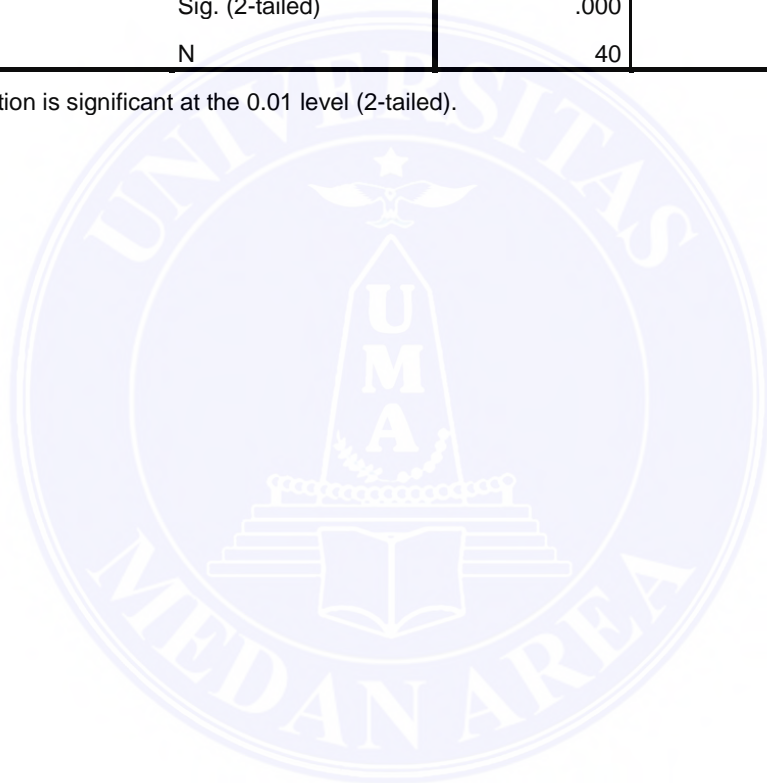 Sig. (2-tailed) .000
N 40
tion is significant at the 0.01 level (2-tailed).
UNIVERSITAS
U
M
A
MEDAN AREA